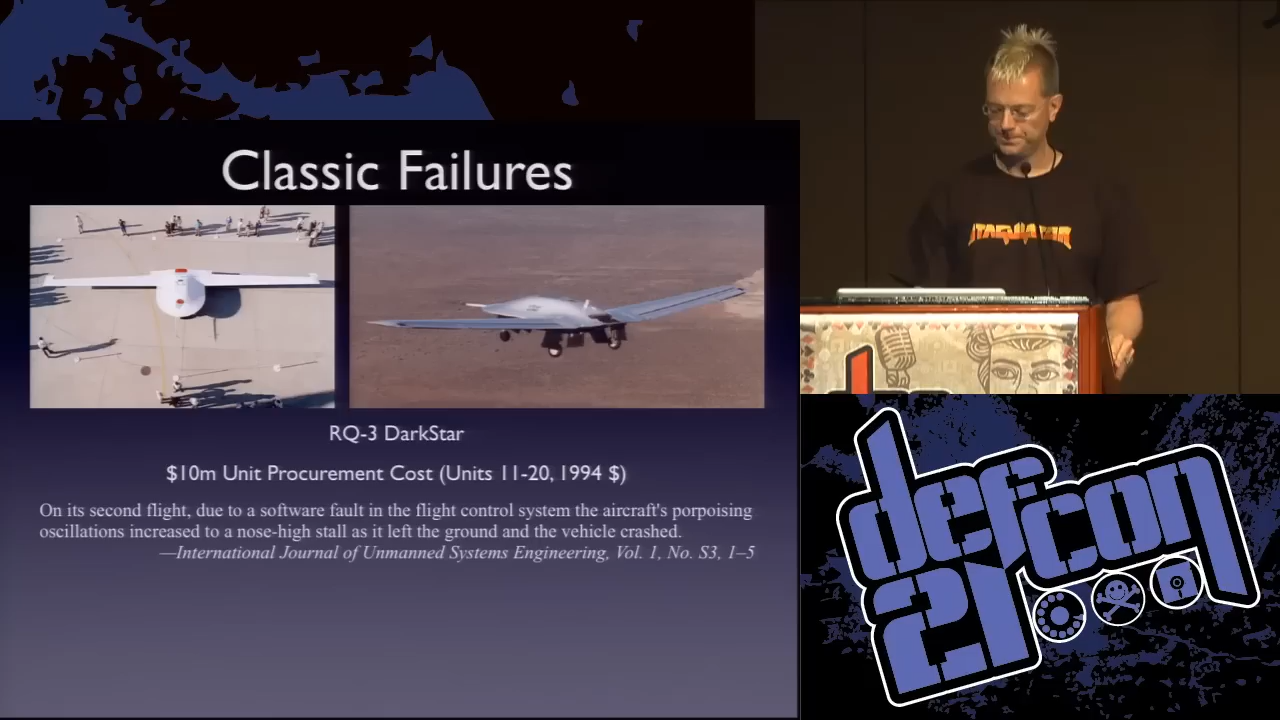 Classic Failures
RQ-3 DarkStar
$10m Unit Procurement Cost (Units 11-20, 1994 $)
On its second flight, due to a software fault in the flight control system the aircraft's porpoising
oscillations increased to a nose-high stall as it left the ground and the vehicle crashed.
—International Journal of Unmanned Systems Engineering, Vol. 1, No. S3, 1–5
defcon
21